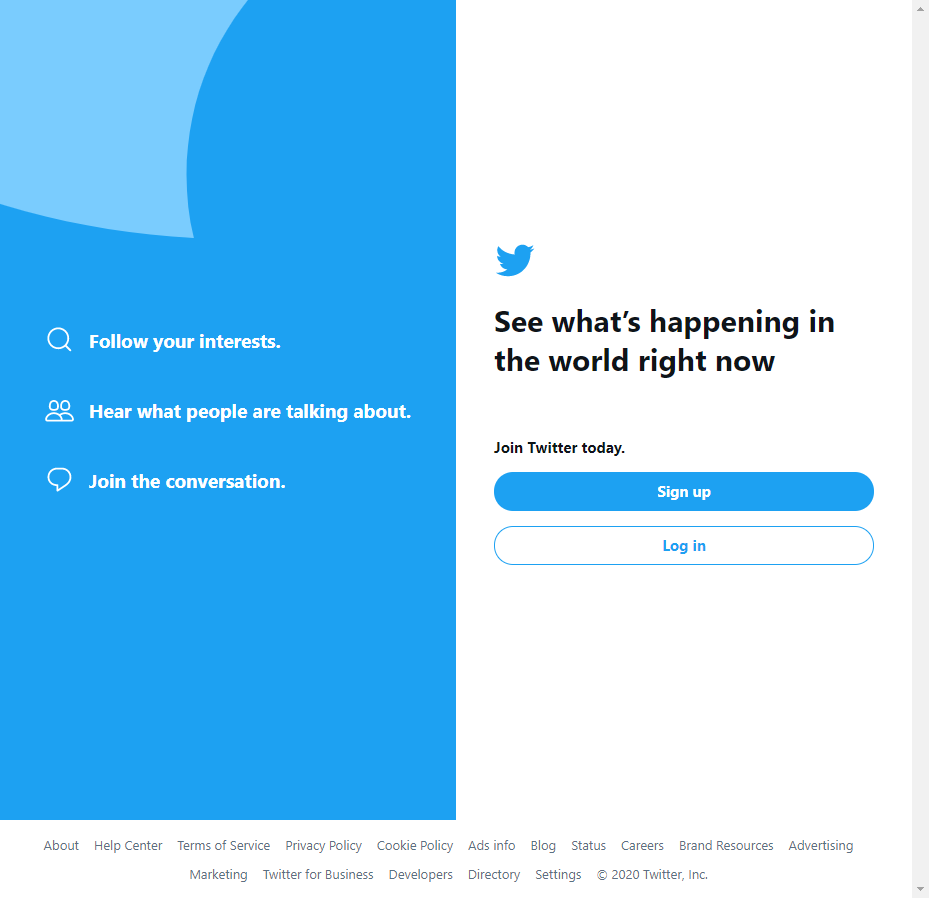 Follow your interests.
Hear what people are talking about.
Join the conversation.
See what’s happening in
the world right now
Join Twitter today.
Sign up
Log in
About Help Center Terms of Service Privacy Policy Cookie Policy Ads info Blog Status Careers Brand Resources Advertising
Marketing Twitter for Business Developers Directory Settings © 2020 Twitter, Inc.